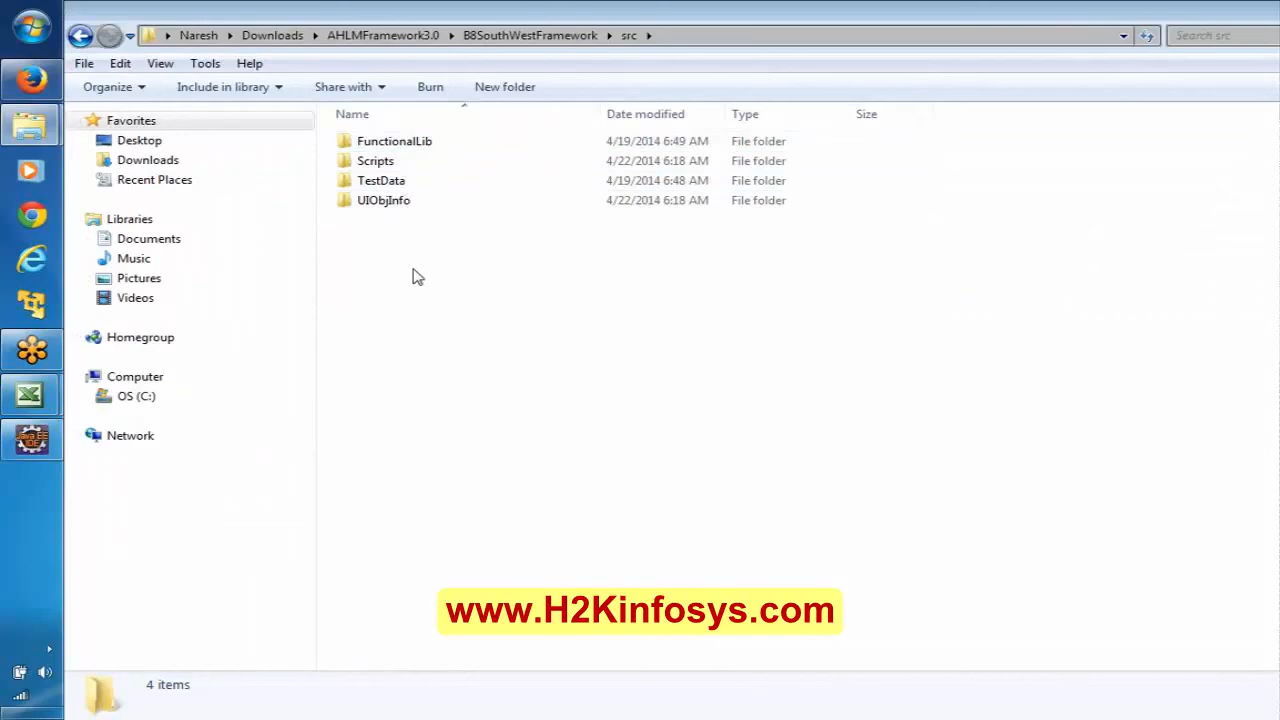 Naresh Downloads AHLMFramework3.0 B8SouthWestFramework src
Search src
File Edit View Tools Help
Organize Include in library Share with Burn New folder
Name Date modified Type Size
Favorites
Desktop
Downloads
Recent Places
Libraries
Documents
Music
Pictures
Videos
Homegroup
Computer
OS (C:)
Network
FunctionalLib 4/19/2014 6:49 AM File folder
Scripts 4/22/2014 6:18 AM File folder
TestData 4/19/2014 6:48 AM File folder
UIObjInfo 4/22/2014 6:18 AM File folder
Java EE
IDE
www.H2Kinfosys.com
4 items